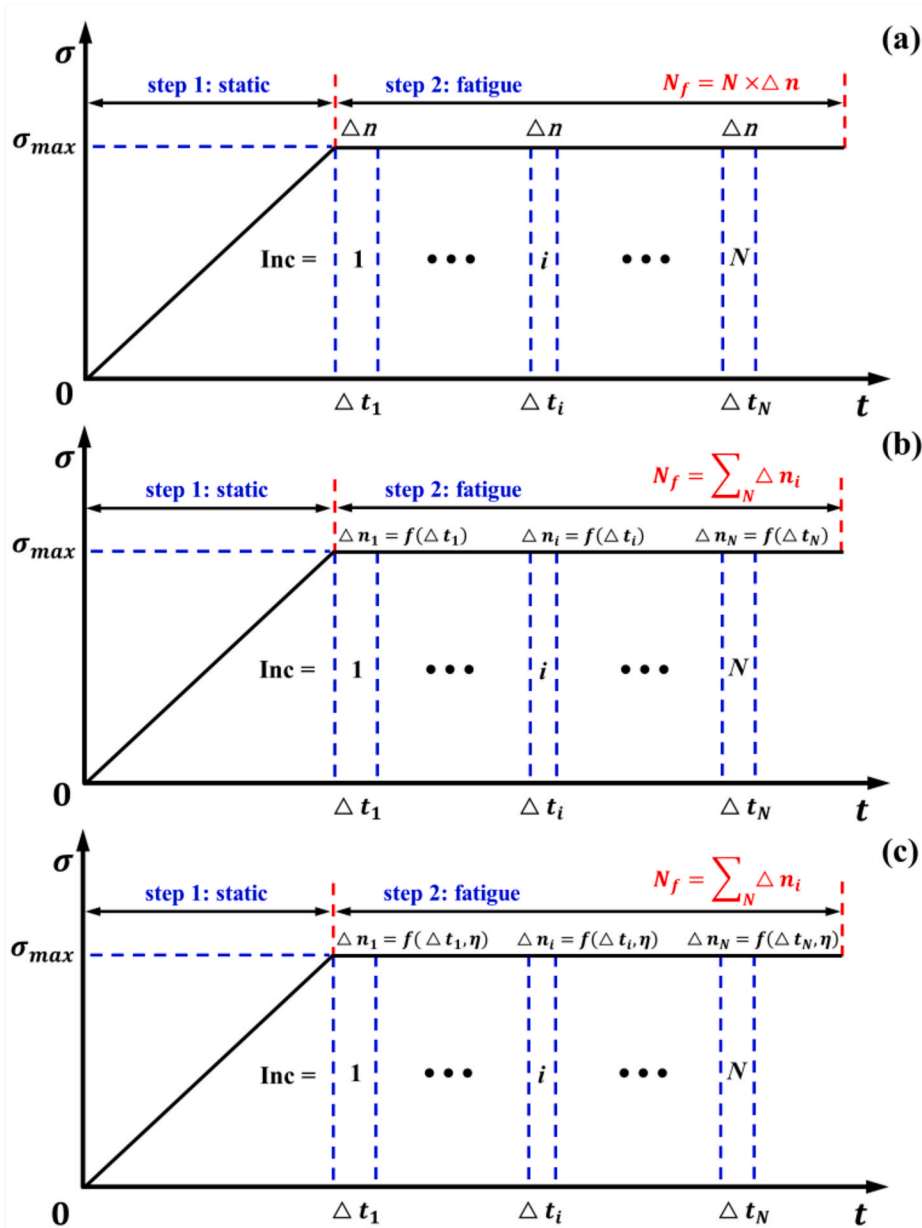 (a)
σ
step 1: static step 2: fatigue N_f = N × △ n
△ n △ n △ n
σ_max
Inc = 1 ••• i ••• N
0 △ t_1 △ t_i △ t_N t
(b)
σ
step 1: static step 2: fatigue N_f = ∑_N △ n_i
△ n_1 = f(△ t_1) △ n_i = f(△ t_i) △ n_N = f(△ t_N)
σ_max
Inc = 1 ••• i ••• N
0 △ t_1 △ t_i △ t_N t
(c)
σ
step 1: static step 2: fatigue N_f = ∑_N △ n_i
△ n_1 = f(△ t_1, η) △ n_i = f(△ t_i, η) △ n_N = f(△ t_N, η)
σ_max
Inc = 1 ••• i ••• N
0 △ t_1 △ t_i △ t_N t